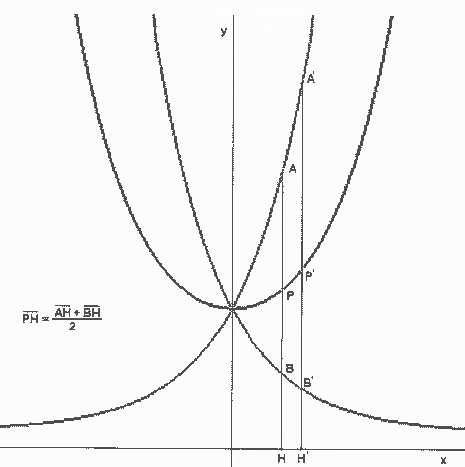 y
A'
A
P'
P
PH = AH + BH / 2
B
B'
H H'
x